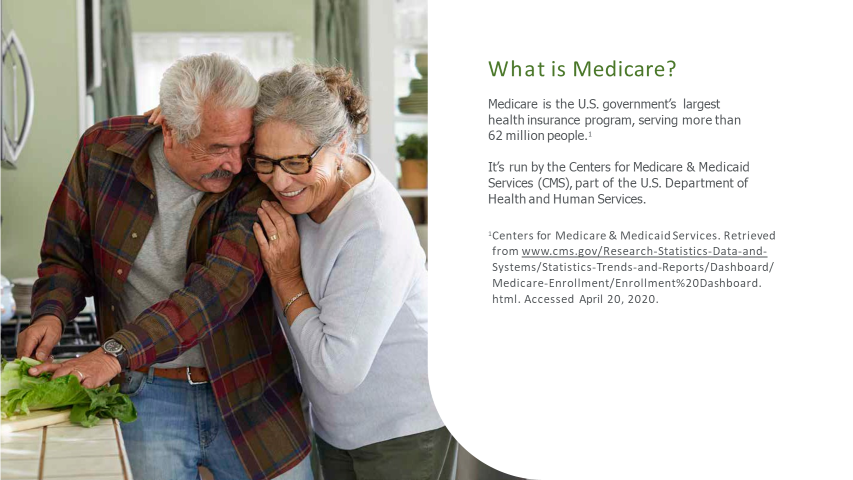 What is Medicare?
Medicare is the U.S. government’s largest
health insurance program, serving more than
62 million people.¹
It’s run by the Centers for Medicare & Medicaid
Services (CMS), part of the U.S. Department of
Health and Human Services.
¹Centers for Medicare & Medicaid Services. Retrieved
from www.cms.gov/Research-Statistics-Data-and-
Systems/Statistics-Trends-and-Reports/Dashboard/
Medicare-Enrollment/Enrollment%20Dashboard.
html. Accessed April 20, 2020.